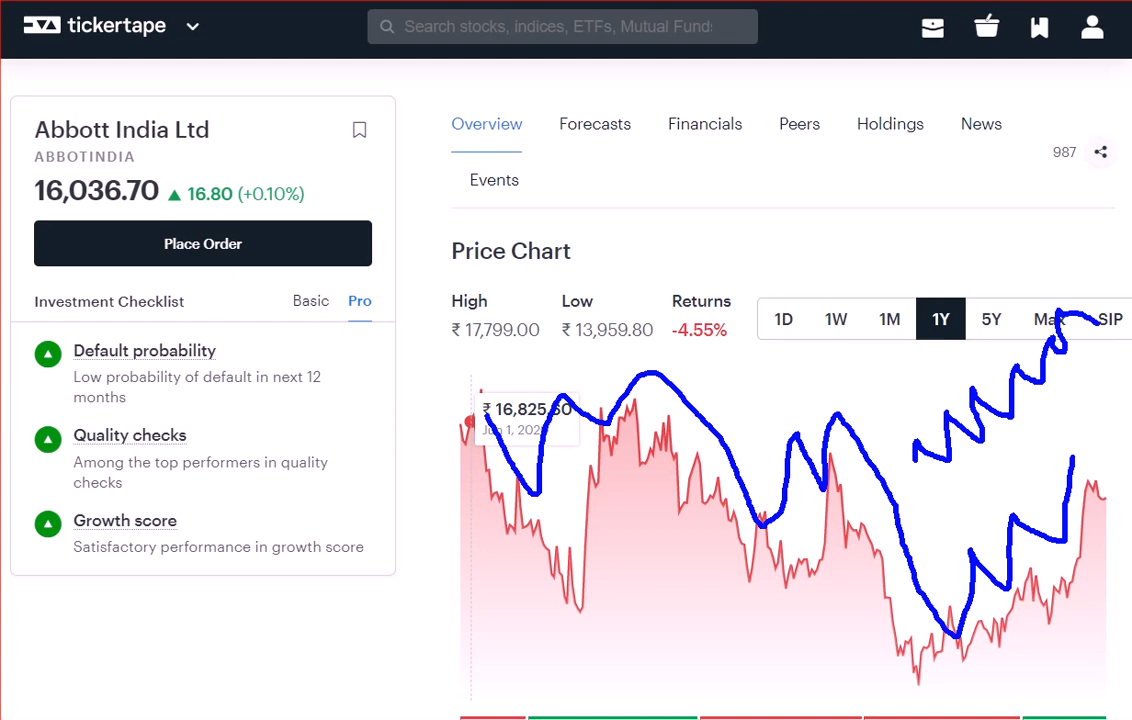 tickertape
Search stocks, indices, ETFs, Mutual Funds
Abbott India Ltd
ABBOTINDIA
16,036.70 ▲ 16.80 (+0.10%)
Place Order
Investment Checklist Basic Pro
Default probability
Low probability of default in next 12
months
Quality checks
Among the top performers in quality
checks
Growth score
Satisfactory performance in growth score
Overview Forecasts Financials Peers Holdings News
987
Events
Price Chart
High Low Returns
₹ 17,799.00 ₹ 13,959.80 -4.55%
1D 1W 1M 1Y 5Y Max SIP
₹ 16,825.60
Jun 1,